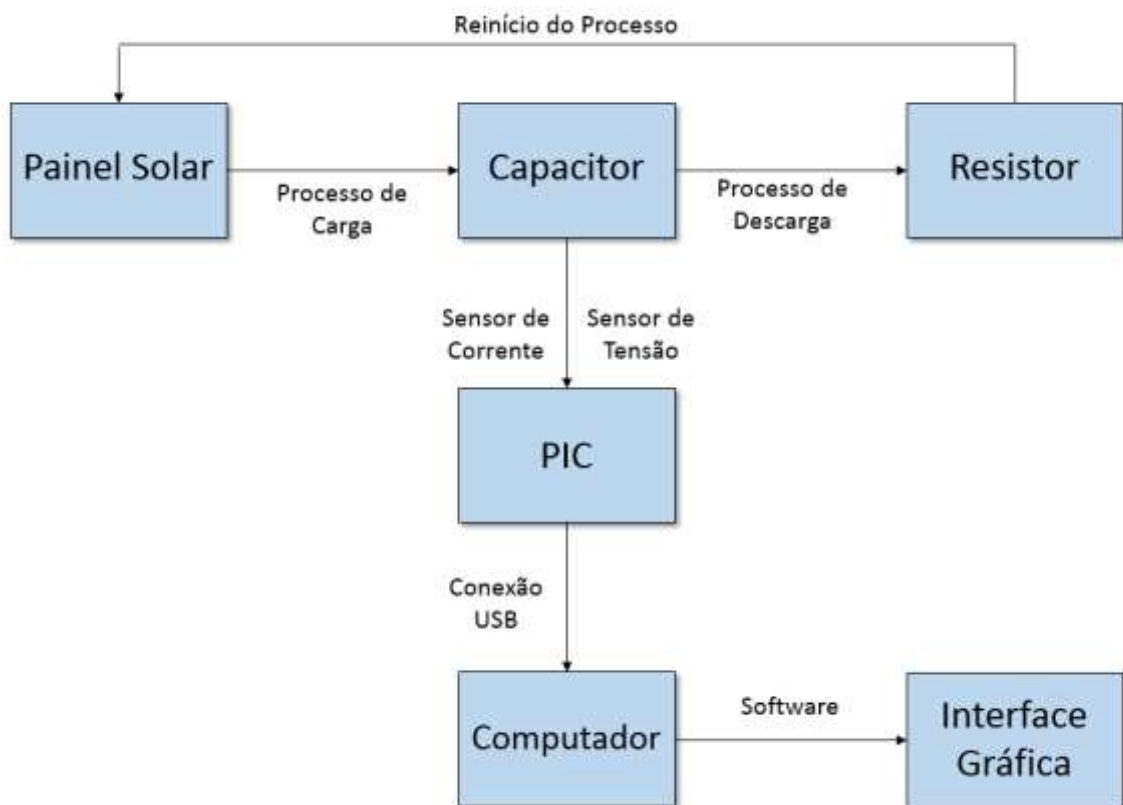 Reinício do Processo
Painel Solar
Processo de
Carga
Capacitor
Processo de
Descarga
Resistor
Sensor de
Corrente
Sensor de
Tensão
PIC
Conexão
USB
Computador
Software
Interface
Gráfica